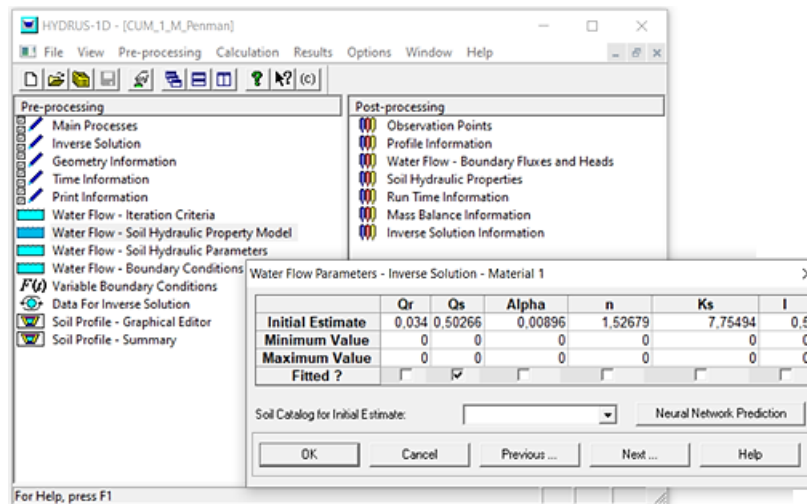 HYDRUS-1D - [CUM_1_M_Penman]
File View Pre-processing Calculation Results Options Window Help
Pre-processing
Main Processes
Inverse Solution
Geometry Information
Time Information
Print Information
Water Flow - Iteration Criteria
Water Flow - Soil Hydraulic Property Model
Water Flow - Soil Hydraulic Parameters
Water Flow - Boundary Conditions
F(t) Variable Boundary Conditions
Data For Inverse Solution
Soil Profile - Graphical Editor
Soil Profile - Summary
Post-processing
Observation Points
Profile Information
Water Flow - Boundary Fluxes and Heads
Soil Hydraulic Properties
Run Time Information
Mass Balance Information
Inverse Solution Information
Water Flow Parameters - Inverse Solution - Material 1
Qr Qs Alpha n Ks l
Initial Estimate 0,034 0,50266 0,00896 1,52679 7,75494 0,5
Minimum Value 0 0 0 0 0 0
Maximum Value 0 0 0 0 0 0
Fitted ?
Soil Catalog for Initial Estimate:
Neural Network Prediction
OK Cancel Previous ... Next ... Help
For Help, press F1